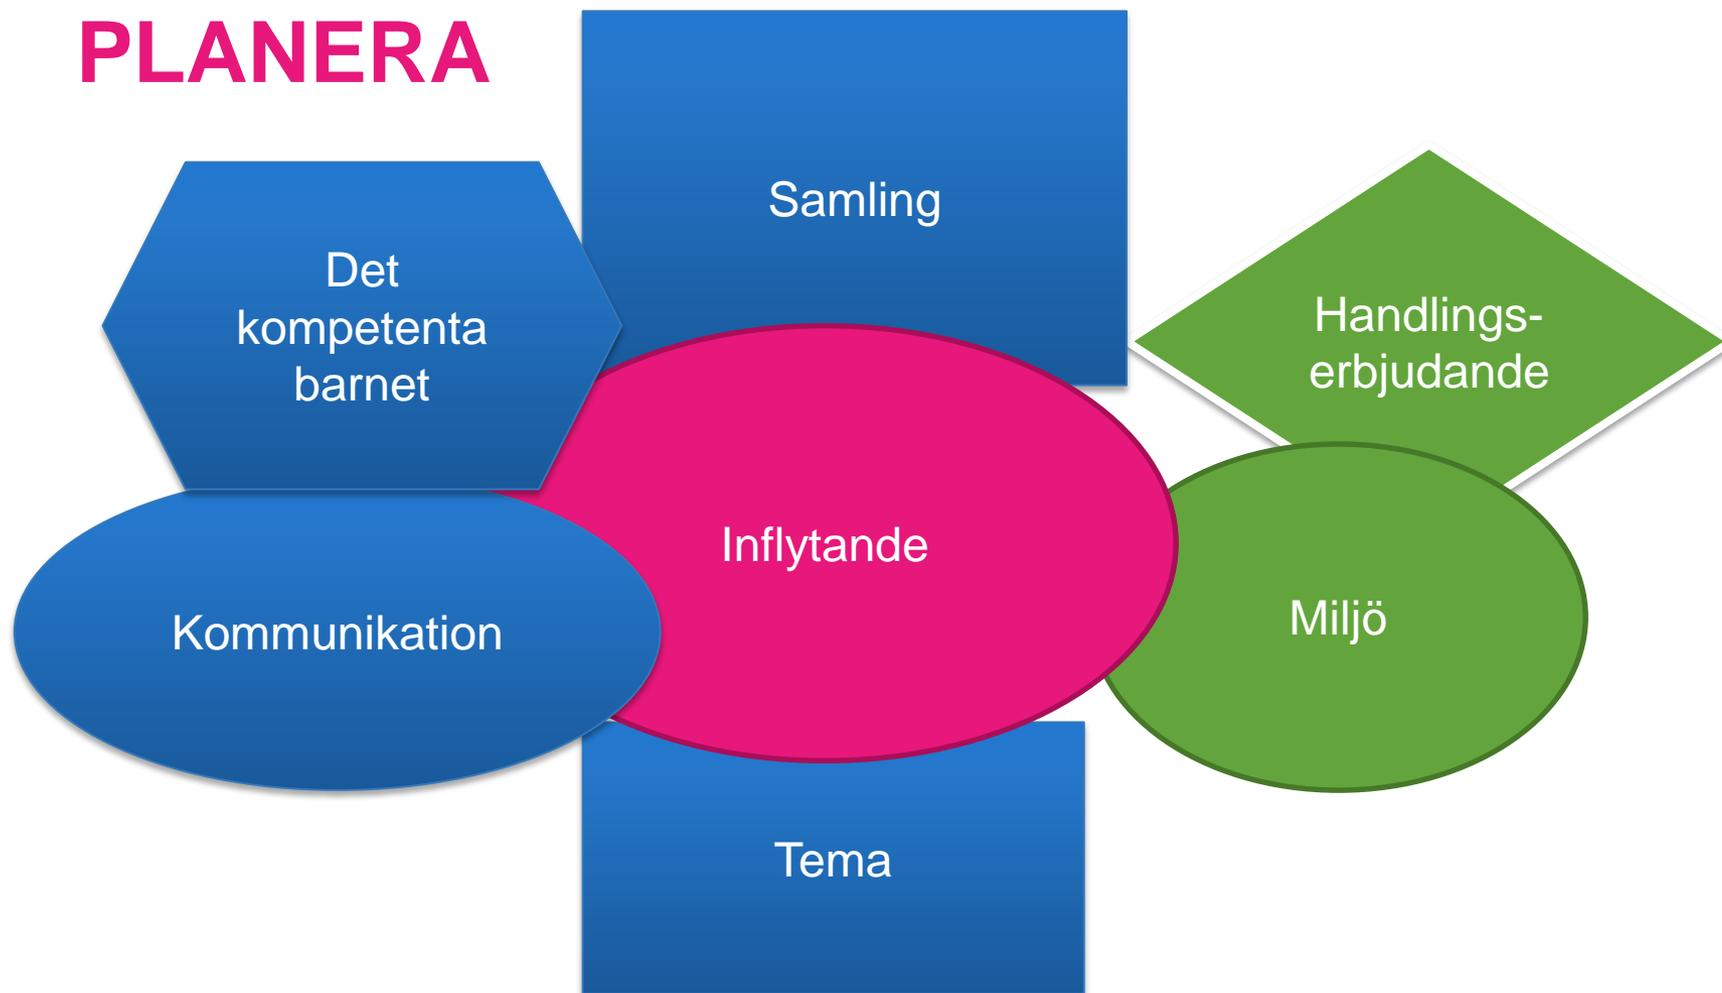 PLANERA
Samling
Det
kompetenta
barnet
Handlings-
erbjudande
Inflytande
Kommunikation
Miljö
Tema